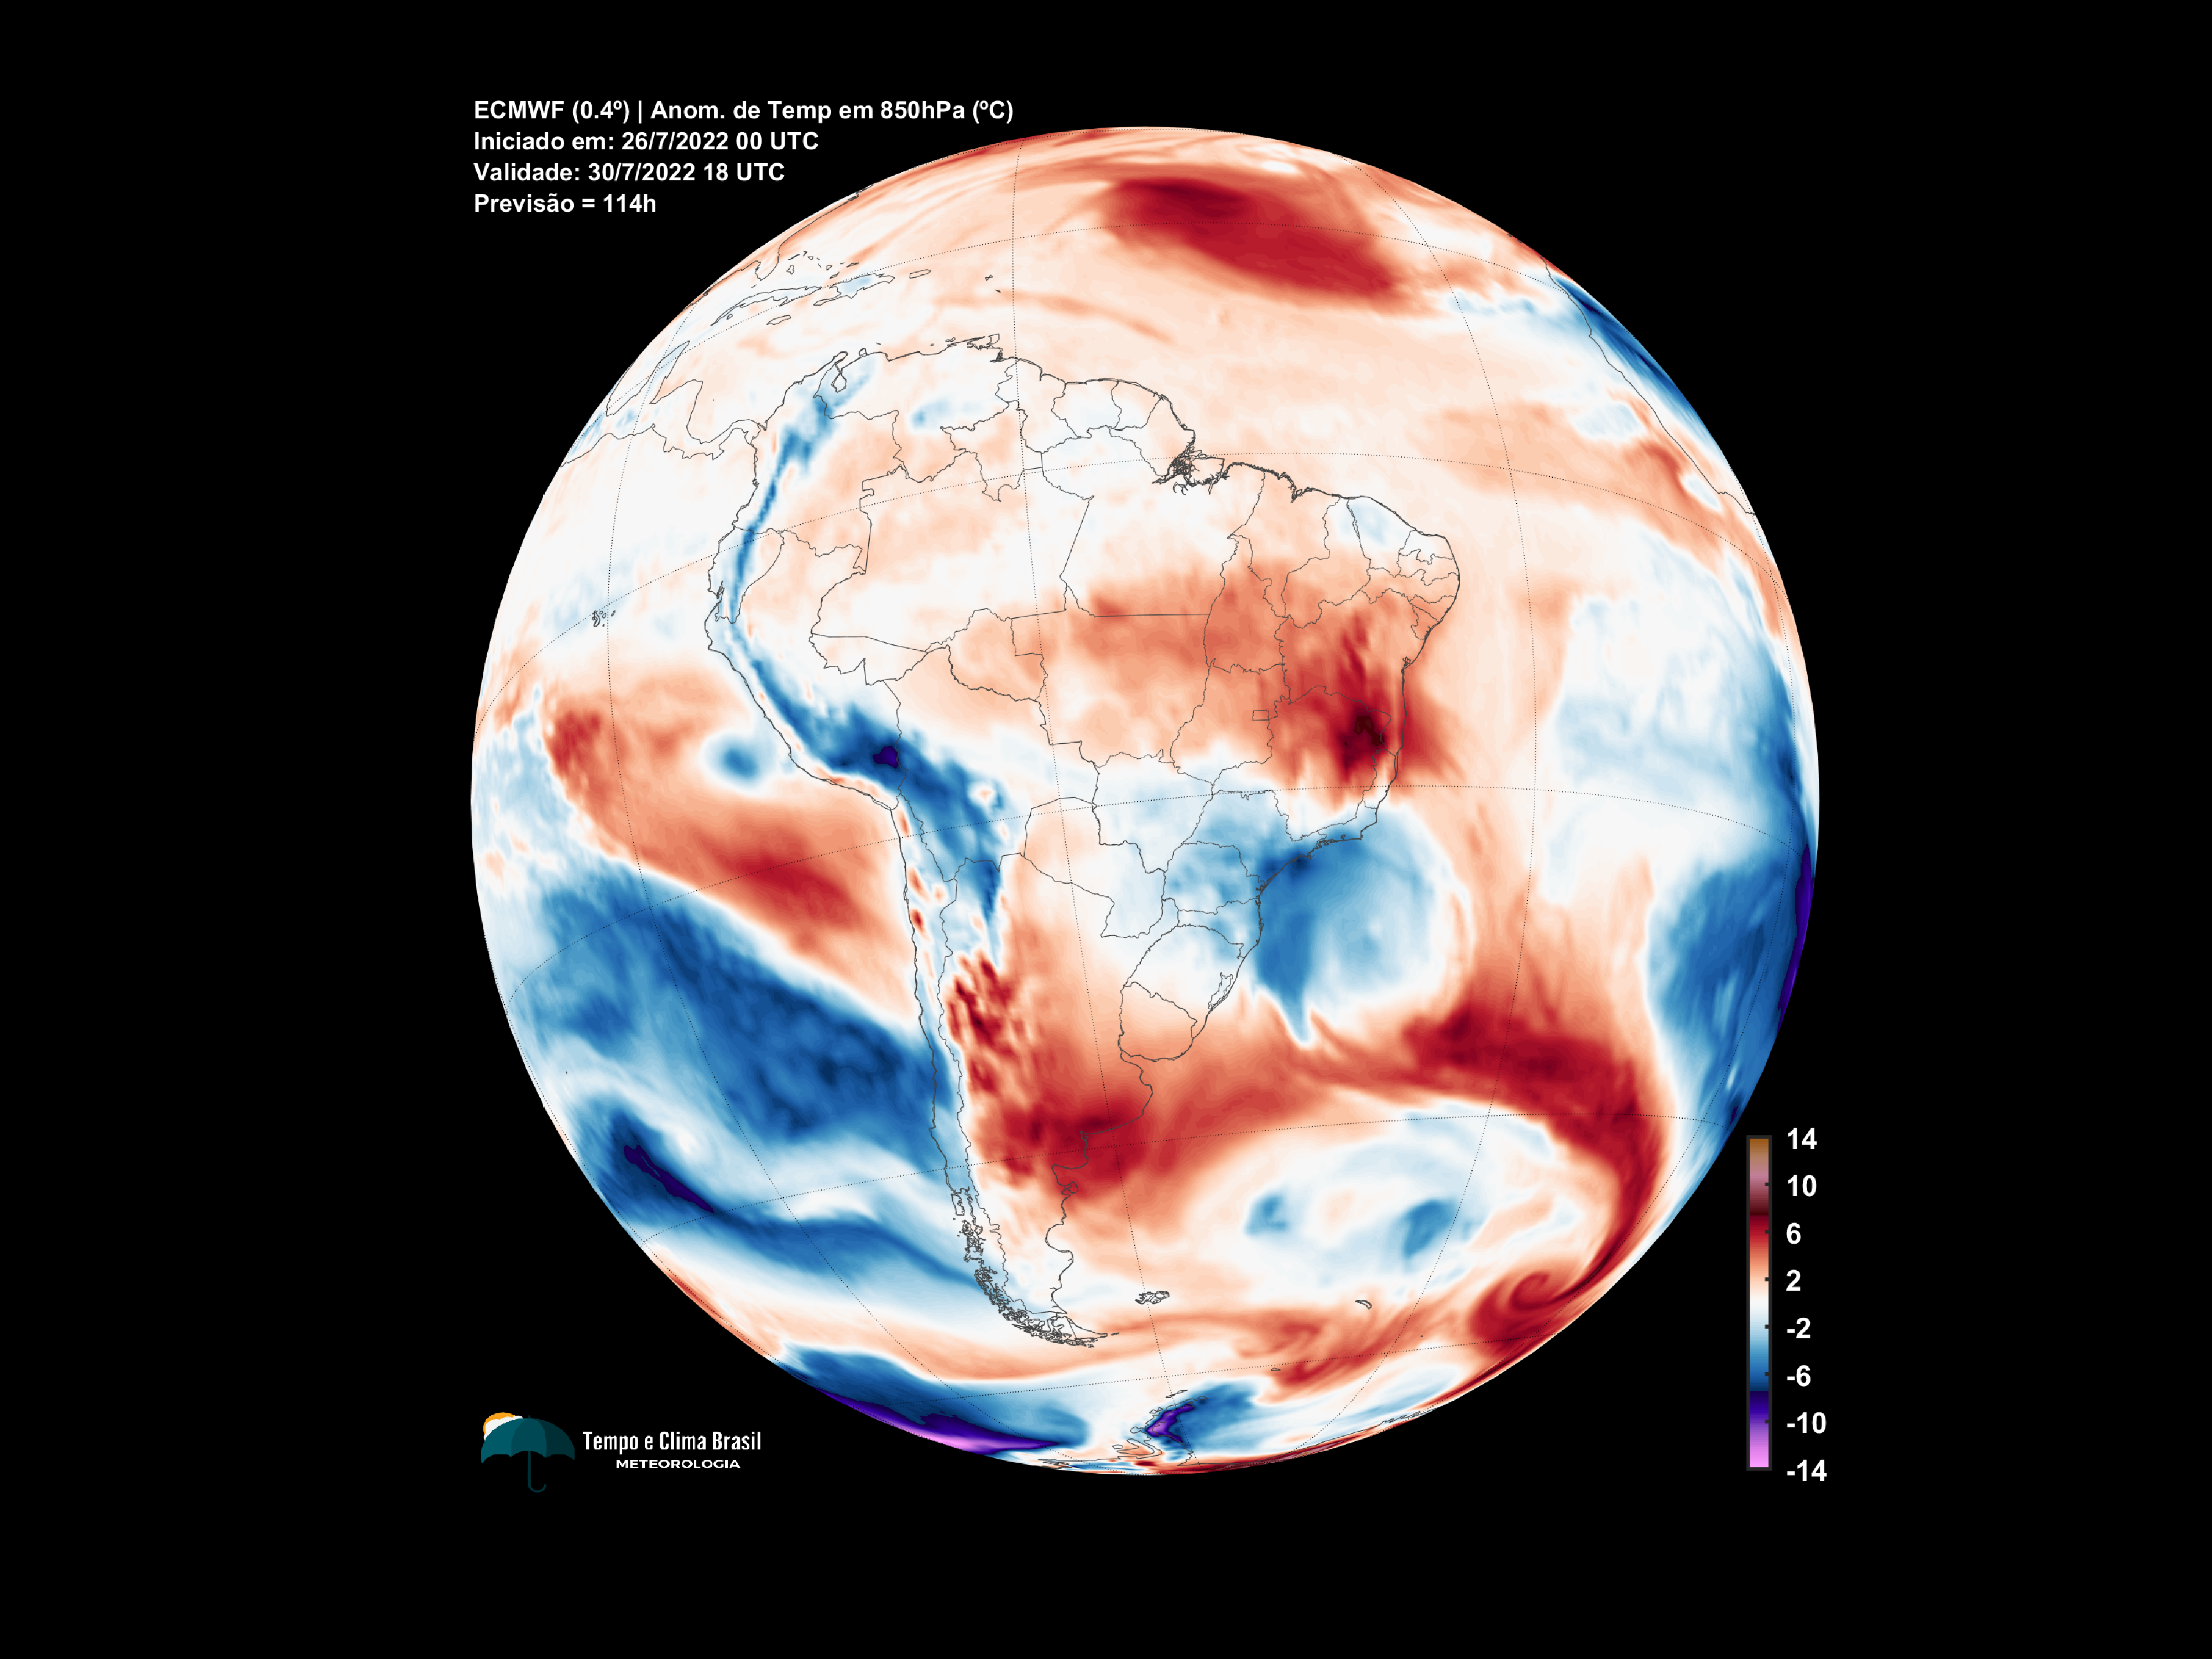 ECMWF (0.4º) | Anom. de Temp em 850hPa (ºC)
Iniciado em: 26/7/2022 00 UTC
Validade: 30/7/2022 18 UTC
Previsão = 114h
14
10
6
2
-2
-6
-10
-14
Tempo e Clima Brasil
METEOROLOGIA